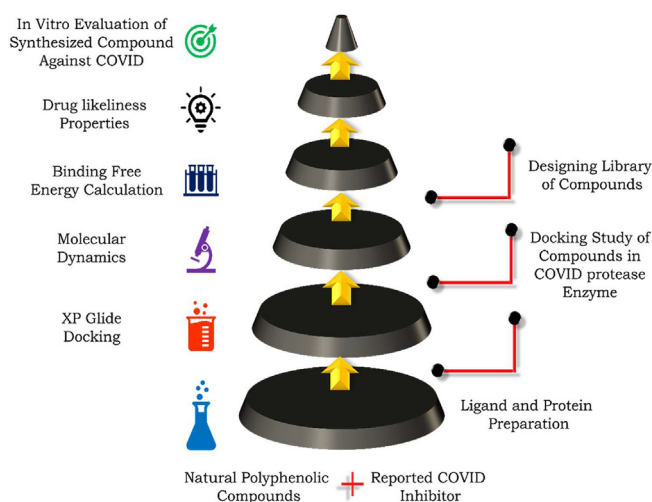 In Vitro Evaluation of
Synthesized Compound
Against COVID
Drug likeliness
Properties
Binding Free
Energy Calculation
Molecular
Dynamics
XP Glide
Docking
Designing Library
of Compounds
Docking Study of
Compounds in
COVID protease
Enzyme
Ligand and Protein
Preparation
Natural Polyphenolic
Compounds
Reported COVID
Inhibitor